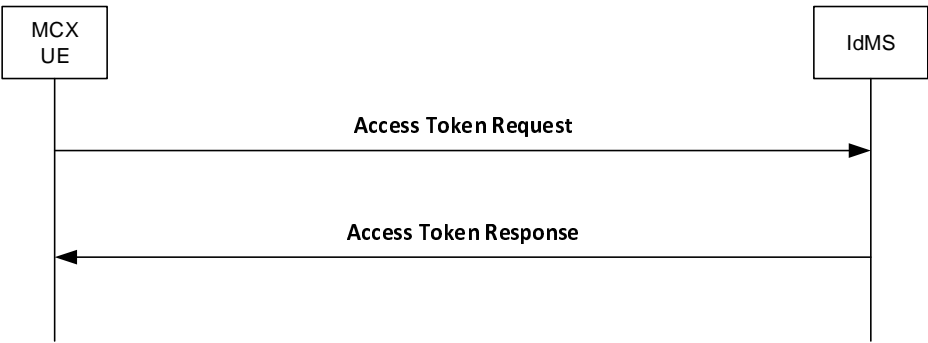 MCX
UE
IdMS
Access Token Request
Access Token Response